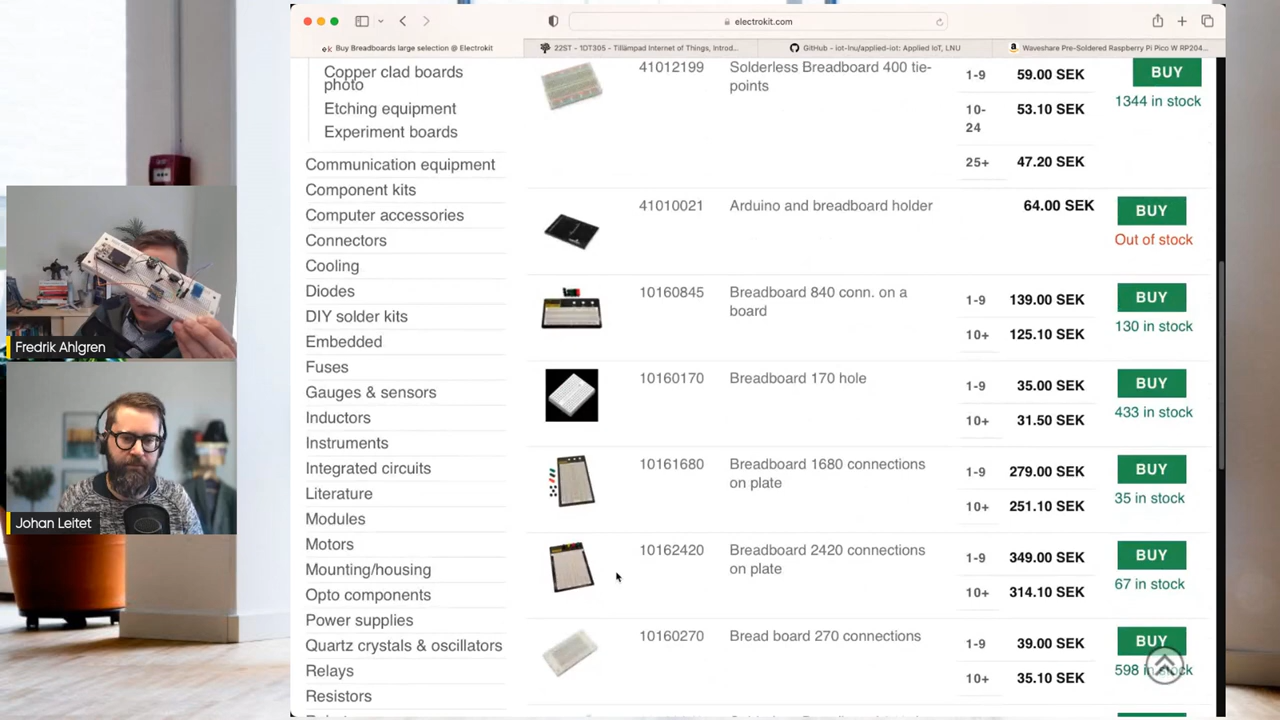 electrokit.com
Buy Breadboards large selection @ Electrokit
22ST - 1DT305 - Tillämpad Internet of Things, Introd...
GitHub - iot-lnu/applied-iot: Applied IoT, LNU
Waveshare Pre-Soldered Raspberry Pi Pico W RP204...
Copper clad boards
photo
Etching equipment
Experiment boards
Communication equipment
Component kits
Computer accessories
Connectors
Cooling
Diodes
DIY solder kits
Embedded
Fuses
Gauges & sensors
Inductors
Instruments
Integrated circuits
Literature
Modules
Motors
Mounting/housing
Opto components
Power supplies
Quartz crystals & oscillators
Relays
Resistors
41012199
Solderless Breadboard 400 tie-
points
1-9
59.00 SEK
10-
24
53.10 SEK
25+
47.20 SEK
BUY
1344 in stock
41010021
Arduino and breadboard holder
64.00 SEK
BUY
Out of stock
10160845
Breadboard 840 conn. on a
board
1-9
139.00 SEK
10+
125.10 SEK
BUY
130 in stock
10160170
Breadboard 170 hole
1-9
35.00 SEK
10+
31.50 SEK
BUY
433 in stock
10161680
Breadboard 1680 connections
on plate
1-9
279.00 SEK
10+
251.10 SEK
BUY
35 in stock
10162420
Breadboard 2420 connections
on plate
1-9
349.00 SEK
10+
314.10 SEK
BUY
67 in stock
10160270
Bread board 270 connections
1-9
39.00 SEK
10+
35.10 SEK
BUY
598 in stock
Fredrik Ahlgren
Johan Leitet